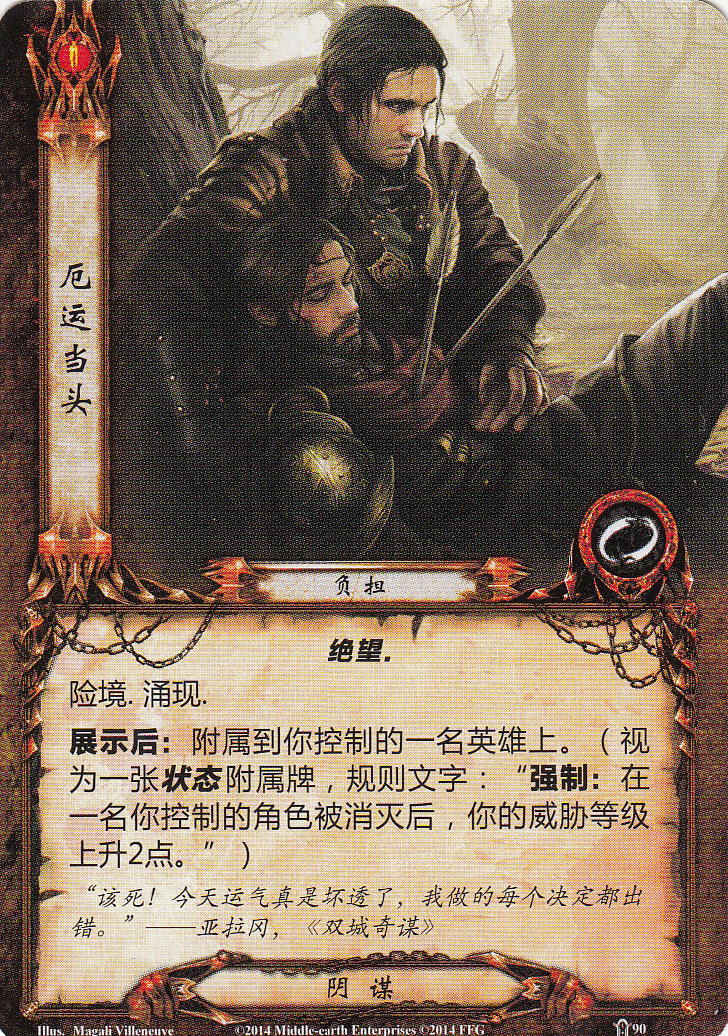 厄运当头
负担
绝望.
险境. 涌现.
展示后：附属到你控制的一名英雄上。（视
为一张状态附属牌，规则文字：“强制：在
一名你控制的角色被消灭后，你的威胁等级
上升2点。”）
“该死！今天运气真是坏透了，我做的每个决定都出
错。”——亚拉冈，《双城奇谋》
阴谋
Illus. Magali Villeneuve ©2014 Middle-earth Enterprises ©2014 FFG 90